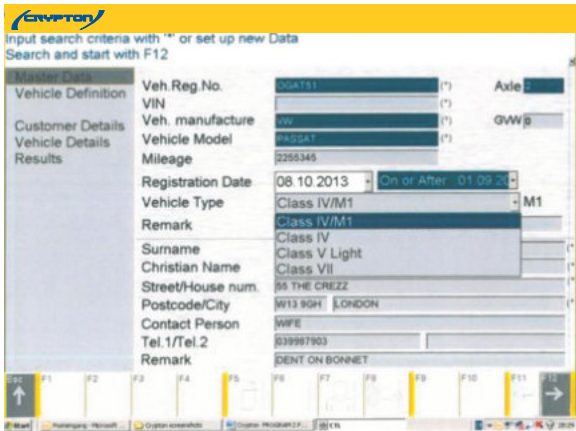 CRYPTON
Input search criteria with '*' or set up new Data
Search and start with F12
Master Data
Vehicle Definition
Customer Details
Vehicle Details
Results
Veh.Reg.No. OGAT51 (*) Axle 2
VIN (*)
Veh. manufacture VW (*) GVW 0
Vehicle Model PASSAT (*)
Mileage 2255345
Registration Date 08.10.2013 On or After 01.09.20
Vehicle Type Class IV/M1 M1
Class IV/M1
Class IV
Class V Light
Class VII
Remark
Surname (*
Christian Name (*
Street/House num. 55 THE CREZZ (*
Postcode/City W13 9GH LONDON (*
Contact Person WIFE
Tel.1/Tel.2 039987903
Remark DENT ON BONNET
Esc F1 F2 F3 F4 F5 F6 F7 F8 F9 F10 F11 F12
Start Crypton screenshots